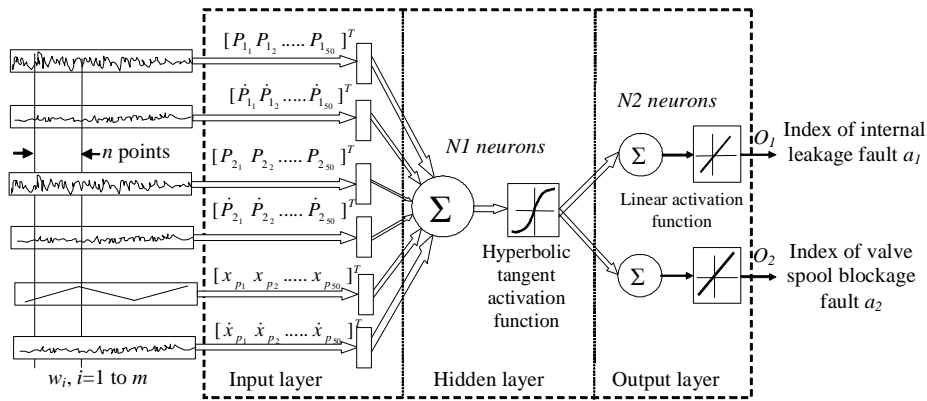 [P₁₁ P₁₂ ..... P₁₅₀]ᵀ
[Ṗ₁₁ Ṗ₁₂ ..... Ṗ₁₅₀]ᵀ
n points
[P₂₁ P₂₂ ..... P₂₅₀]ᵀ
[Ṗ₂₁ Ṗ₂₂ ..... Ṗ₂₅₀]ᵀ
[x_p₁ x_p₂ ..... x_p₅₀]ᵀ
[ẋ_p₁ ẋ_p₂ ..... ẋ_p₅₀]ᵀ
wᵢ, i=1 to m
Input layer
N1 neurons
Σ
Hyperbolic
tangent
activation
function
Hidden layer
N2 neurons
Σ
O₁
Index of internal
leakage fault a₁
Linear activation
function
Σ
O₂
Index of valve
spool blockage
fault a₂
Output layer